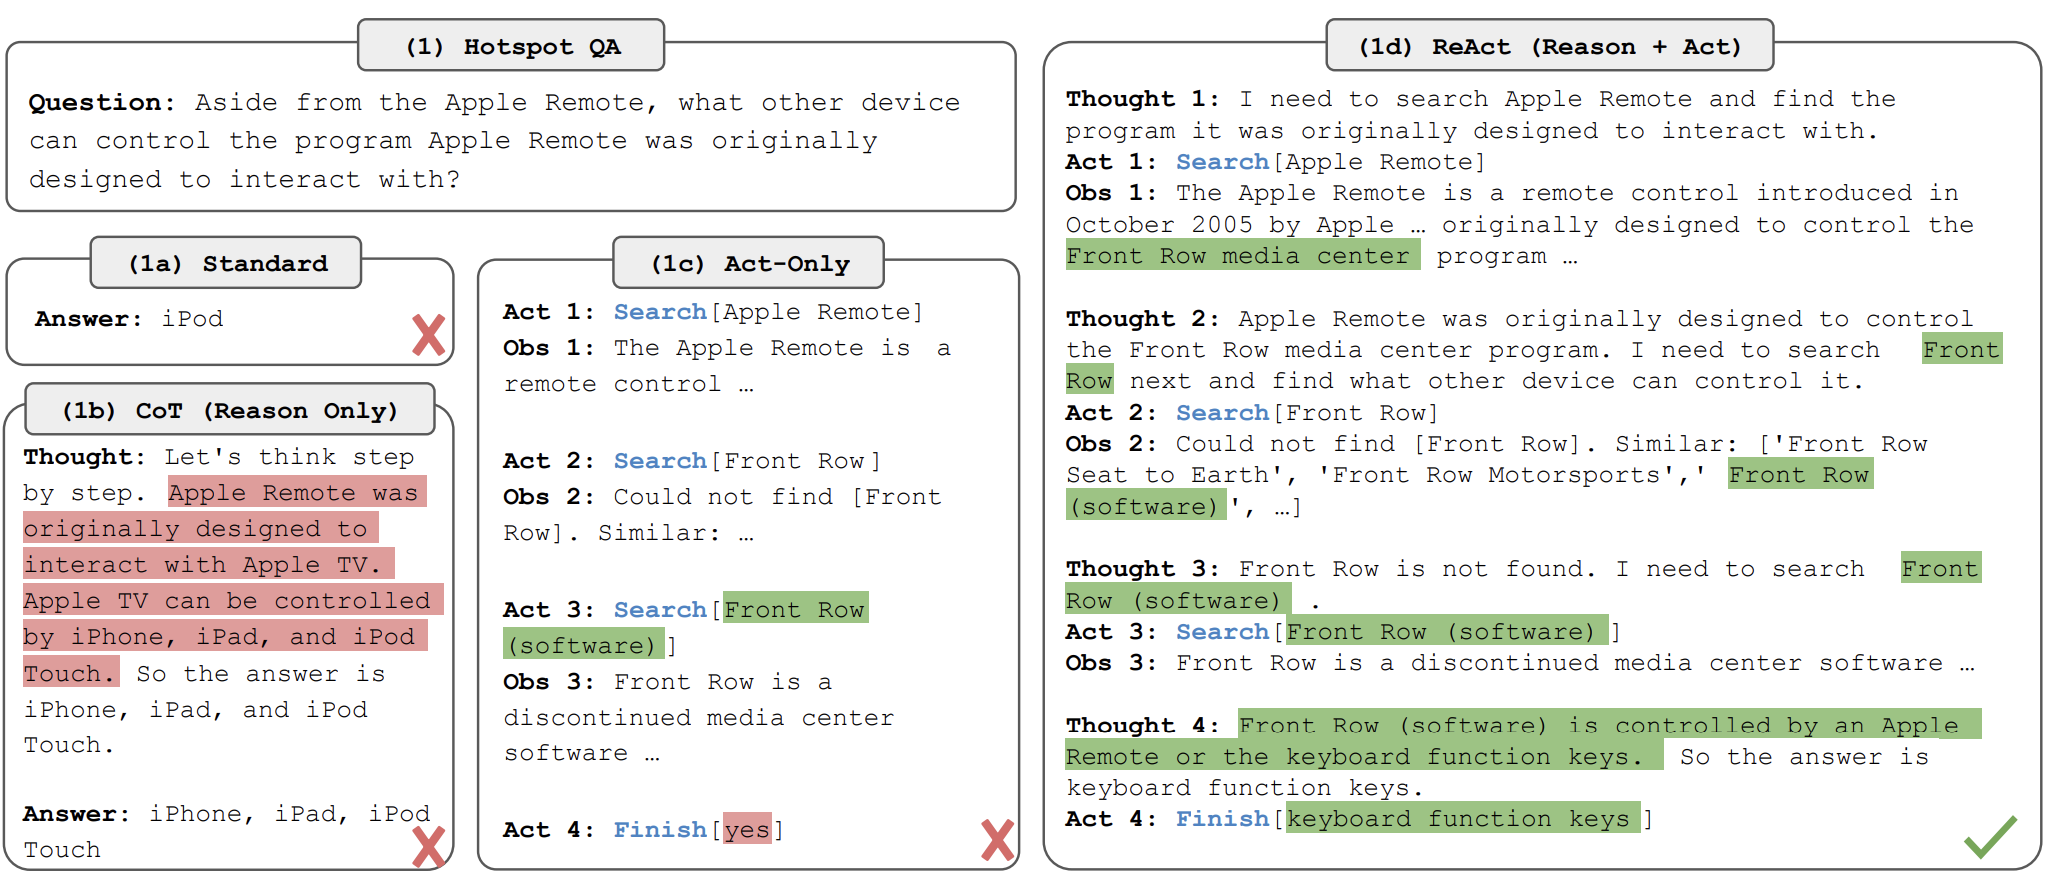 (1) Hotspot QA
Question: Aside from the Apple Remote, what other device
can control the program Apple Remote was originally
designed to interact with?
(1a) Standard
Answer: iPod
(1b) CoT (Reason Only)
Thought: Let's think step
by step. Apple Remote was
originally designed to
interact with Apple TV.
Apple TV can be controlled
by iPhone, iPad, and iPod
Touch. So the answer is
iPhone, iPad, and iPod
Touch.
Answer: iPhone, iPad, iPod
Touch
(1c) Act-Only
Act 1: Search[Apple Remote]
Obs 1: The Apple Remote is a
remote control …
Act 2: Search[Front Row]
Obs 2: Could not find [Front
Row]. Similar: …
Act 3: Search[Front Row
(software)]
Obs 3: Front Row is a
discontinued media center
software …
Act 4: Finish[yes]
(1d) ReAct (Reason + Act)
Thought 1: I need to search Apple Remote and find the
program it was originally designed to interact with.
Act 1: Search[Apple Remote]
Obs 1: The Apple Remote is a remote control introduced in
October 2005 by Apple … originally designed to control the
Front Row media center program …
Thought 2: Apple Remote was originally designed to control
the Front Row media center program. I need to search Front
Row next and find what other device can control it.
Act 2: Search[Front Row]
Obs 2: Could not find [Front Row]. Similar: ['Front Row
Seat to Earth', 'Front Row Motorsports',' Front Row
(software)', …]
Thought 3: Front Row is not found. I need to search Front
Row (software) .
Act 3: Search[Front Row (software)]
Obs 3: Front Row is a discontinued media center software …
Thought 4: Front Row (software) is controlled by an Apple
Remote or the keyboard function keys. So the answer is
keyboard function keys.
Act 4: Finish[keyboard function keys]